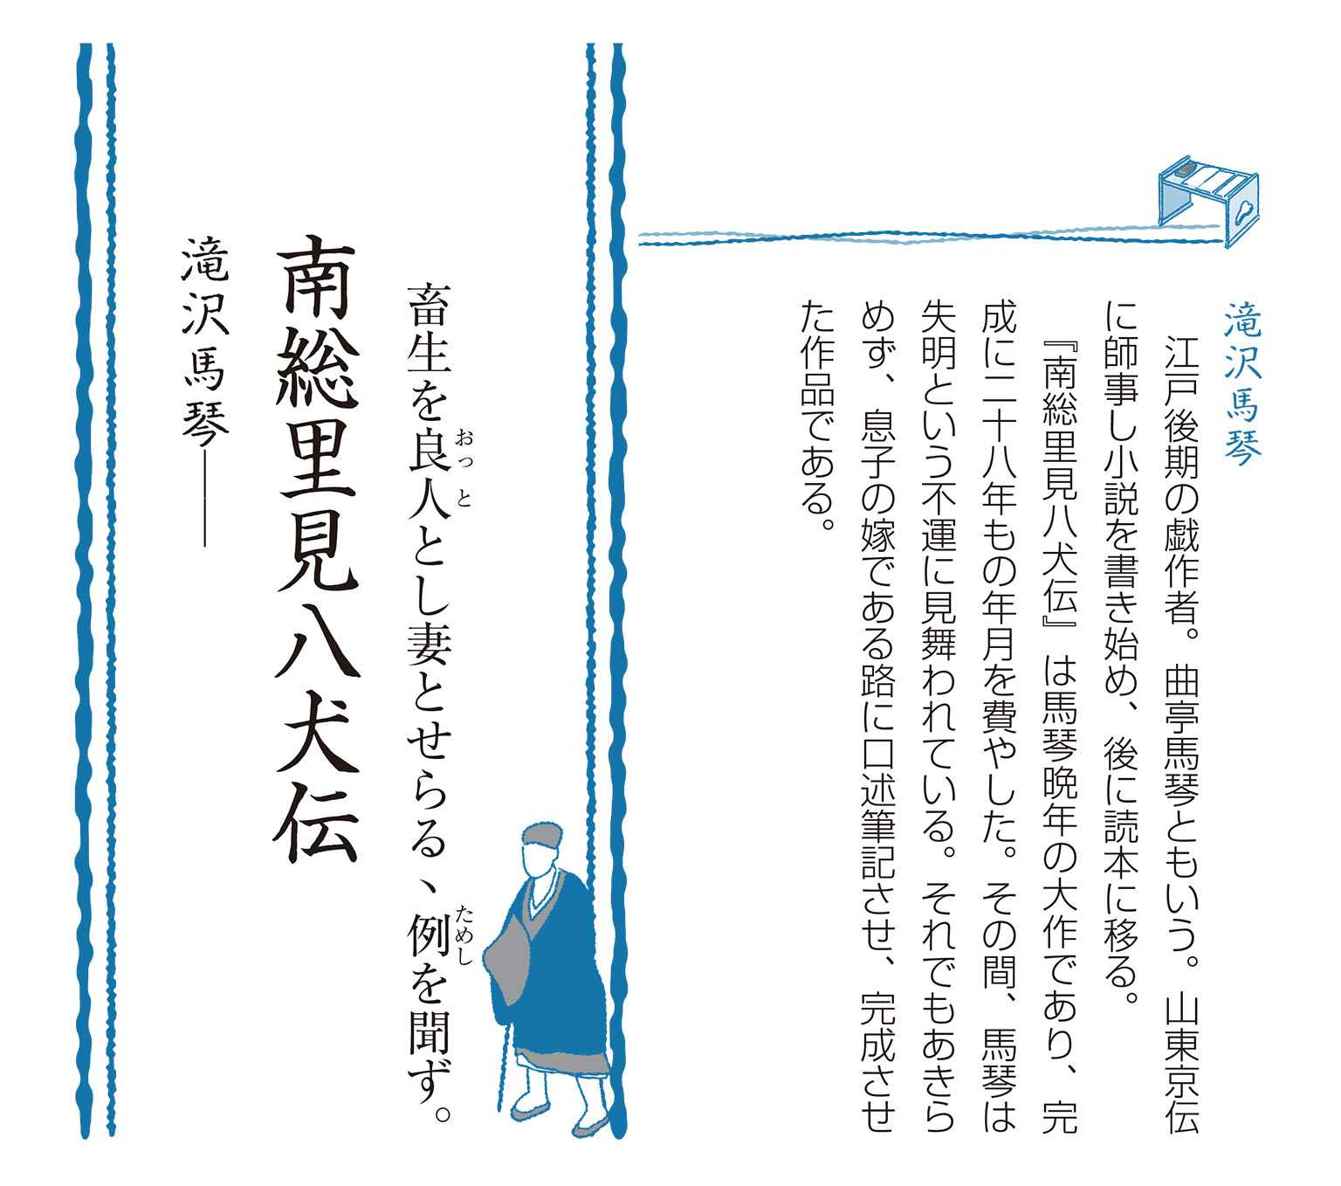 滝沢馬琴
江戸後期の戯作者。曲亭馬琴ともいう。山東京伝
に師事し小説を書き始め、後に読本に移る。
『南総里見八犬伝』は馬琴晩年の大作であり、完
成に二十八年もの年月を費やした。その間、馬琴は
失明という不運に見舞われている。それでもあきら
めず、息子の嫁である路に口述筆記させ、完成させ
た作品である。
畜生を良人とし妻とせらる、例を聞ず。
おっと
ためし
南総里見八犬伝
滝沢馬琴――